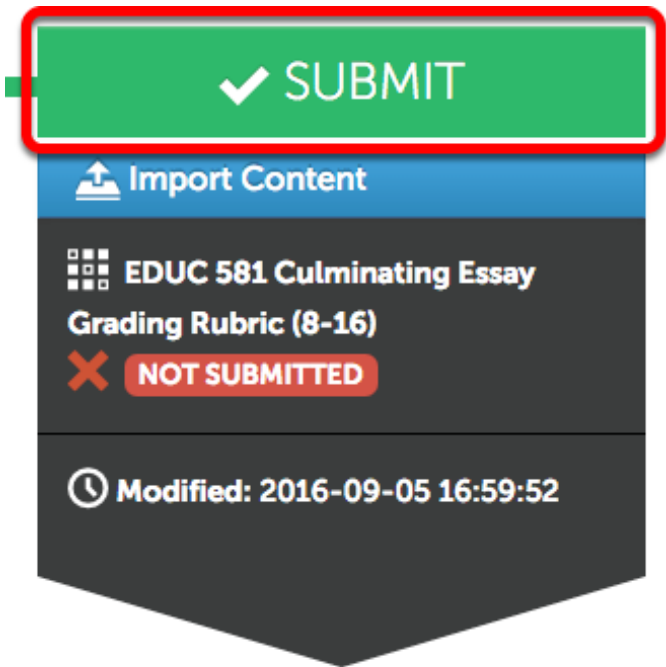 SUBMIT
Import Content
EDUC 581 Culminating Essay
Grading Rubric (8-16)
NOT SUBMITTED
Modified: 2016-09-05 16:59:52